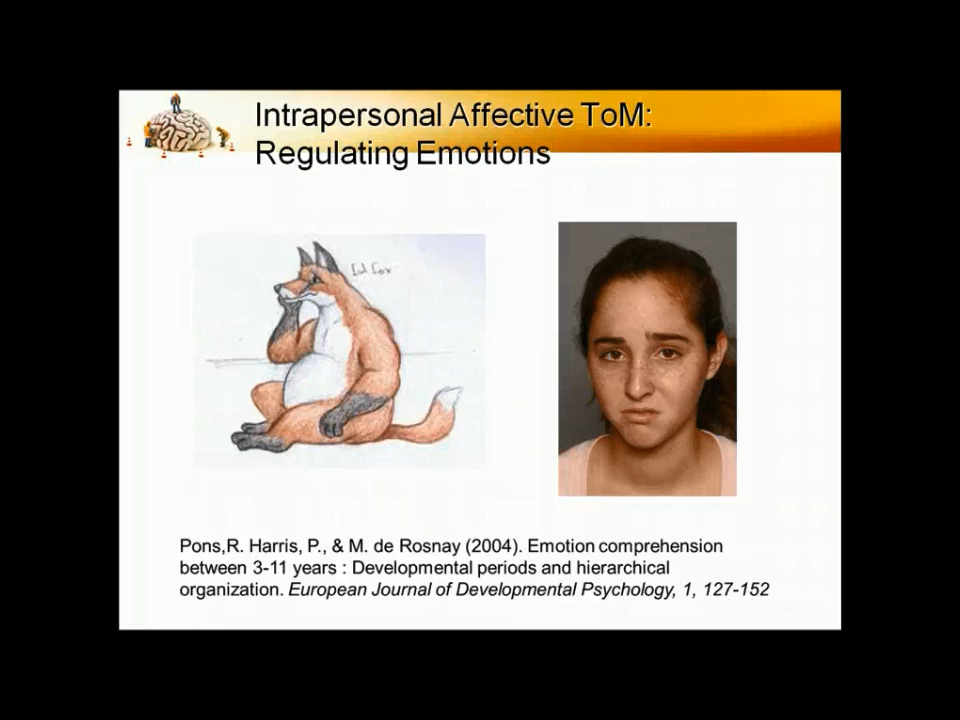 Intrapersonal Affective ToM:
Regulating Emotions
Pons,R. Harris, P., & M. de Rosnay (2004). Emotion comprehension
between 3-11 years : Developmental periods and hierarchical
organization. European Journal of Developmental Psychology, 1, 127-152